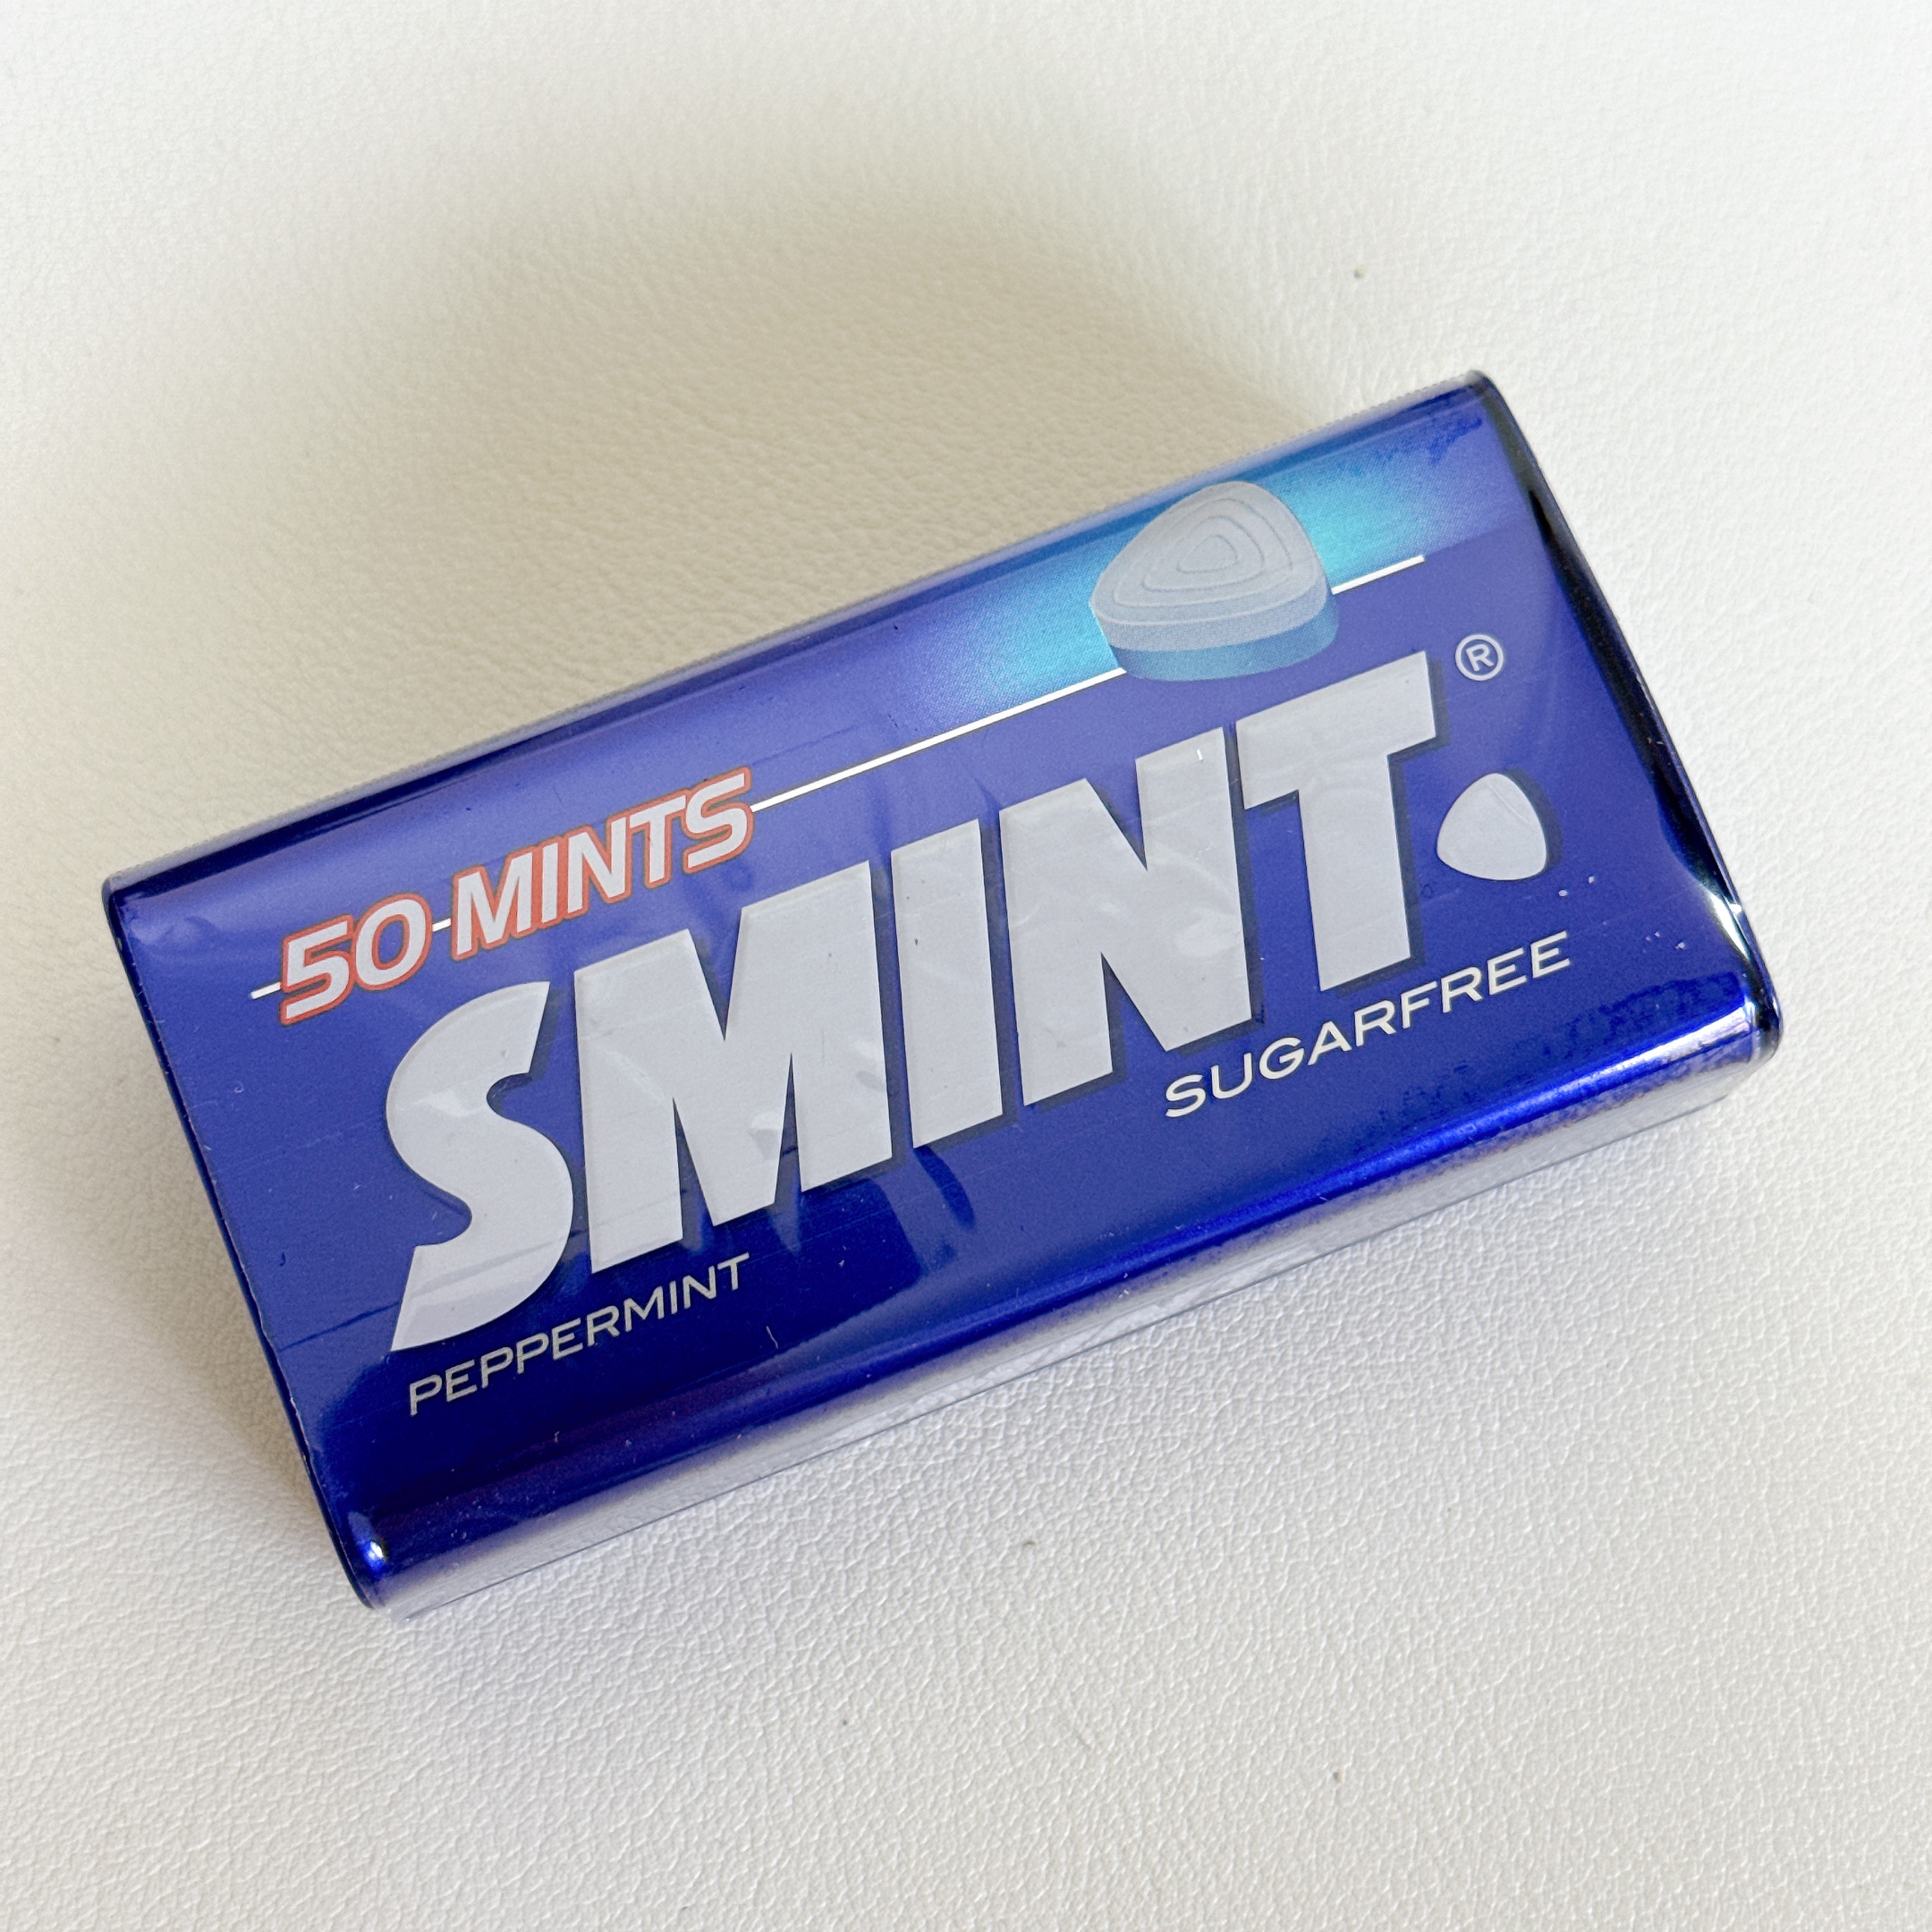 50 MINTS
SMINT.®
SUGARFREE
PEPPERMINT